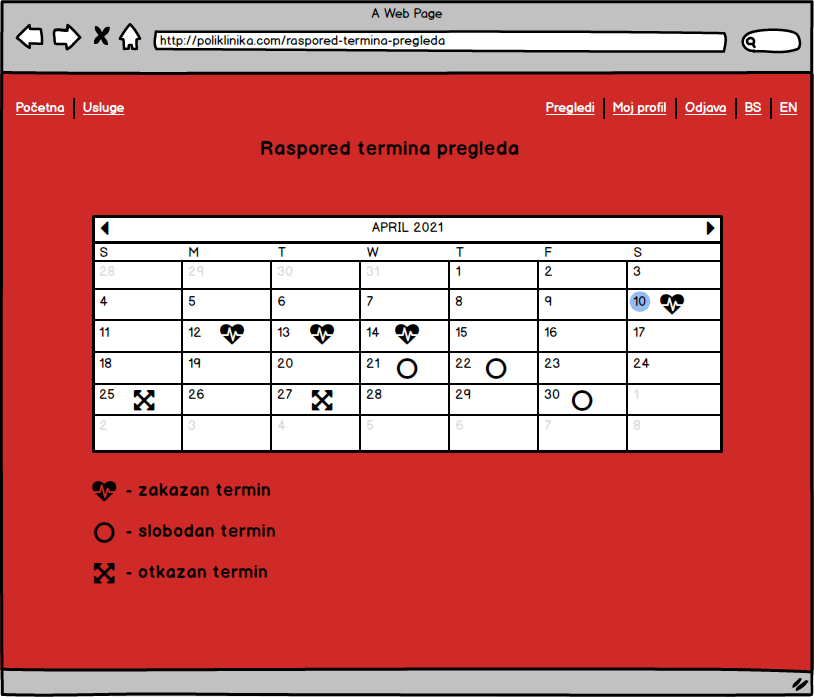 A Web Page
http://poliklinika.com/raspored-termina-pregleda
Početna Usluge Pregledi Moj profil Odjava BS EN
Raspored termina pregleda
APRIL 2021
S M T W T F S
28 29 30 31 1 2 3
4 5 6 7 8 9 10
11 12 13 14 15 16 17
18 19 20 21 22 23 24
25 26 27 28 29 30 1
2 3 4 5 6 7 8
- zakazan termin
- slobodan termin
- otkazan termin